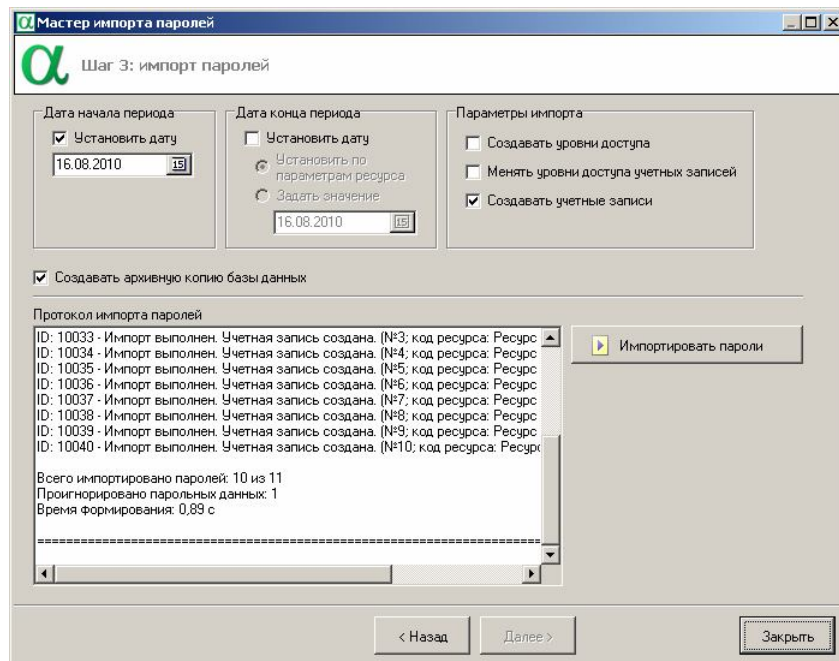 Мастер импорта паролей
α Шаг 3: импорт паролей
Дата начала периода
Установить дату
16.08.2010 15
Дата конца периода
Установить дату
Установить по
параметрам ресурса
Задать значение
16.08.2010 15
Параметры импорта
Создавать уровни доступа
Менять уровни доступа учетных записей
Создавать учетные записи
Создавать архивную копию базы данных
Протокол импорта паролей
ID: 10033 - Импорт выполнен. Учетная запись создана. (№3; код ресурса: Ресурс
ID: 10034 - Импорт выполнен. Учетная запись создана. (№4; код ресурса: Ресурс
ID: 10035 - Импорт выполнен. Учетная запись создана. (№5; код ресурса: Ресурс
ID: 10036 - Импорт выполнен. Учетная запись создана. (№6; код ресурса: Ресурс
ID: 10037 - Импорт выполнен. Учетная запись создана. (№7; код ресурса: Ресурс
ID: 10038 - Импорт выполнен. Учетная запись создана. (№8; код ресурса: Ресурс
ID: 10039 - Импорт выполнен. Учетная запись создана. (№9; код ресурса: Ресурс
ID: 10040 - Импорт выполнен. Учетная запись создана. (№10; код ресурса: Ресурс
Всего импортировано паролей: 10 из 11
Проигнорировано парольных данных: 1
Время формирования: 0,89 с
Импортировать пароли
< Назад
Далее >
Закрыть